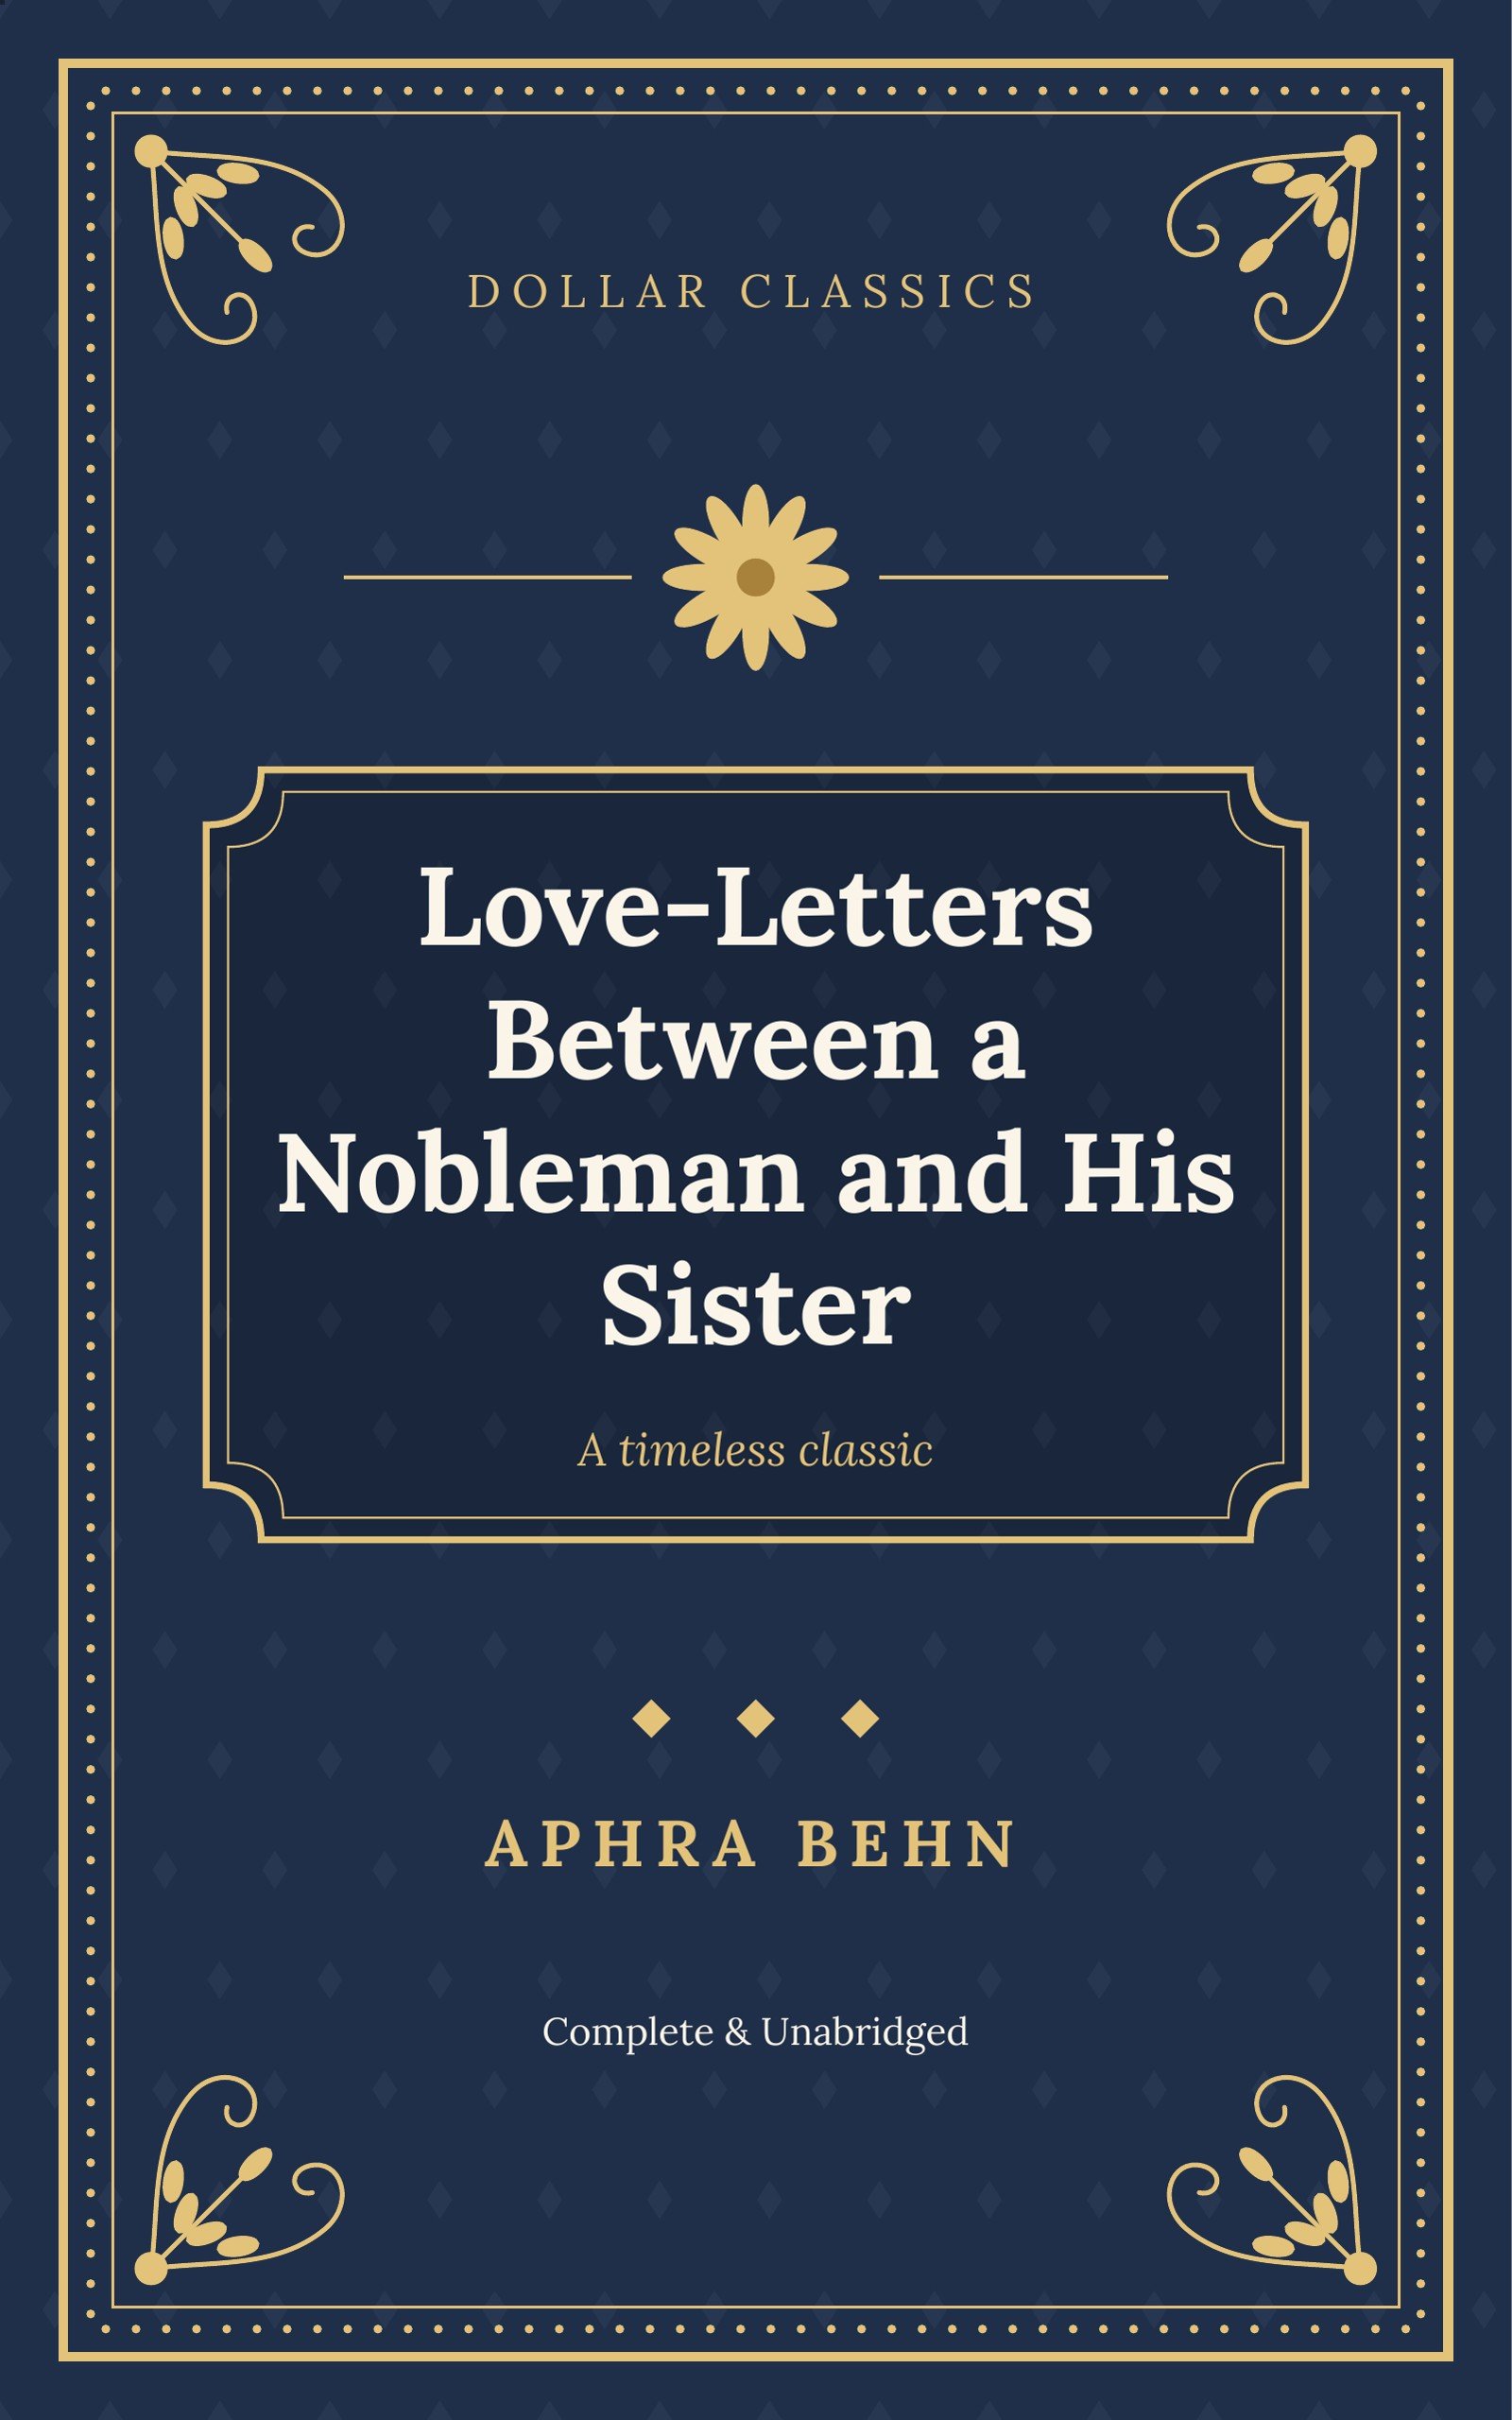 DOLLAR CLASSICS
Love-Letters
Between a
Nobleman and His
Sister
A timeless classic
APHRA BEHN
Complete & Unabridged